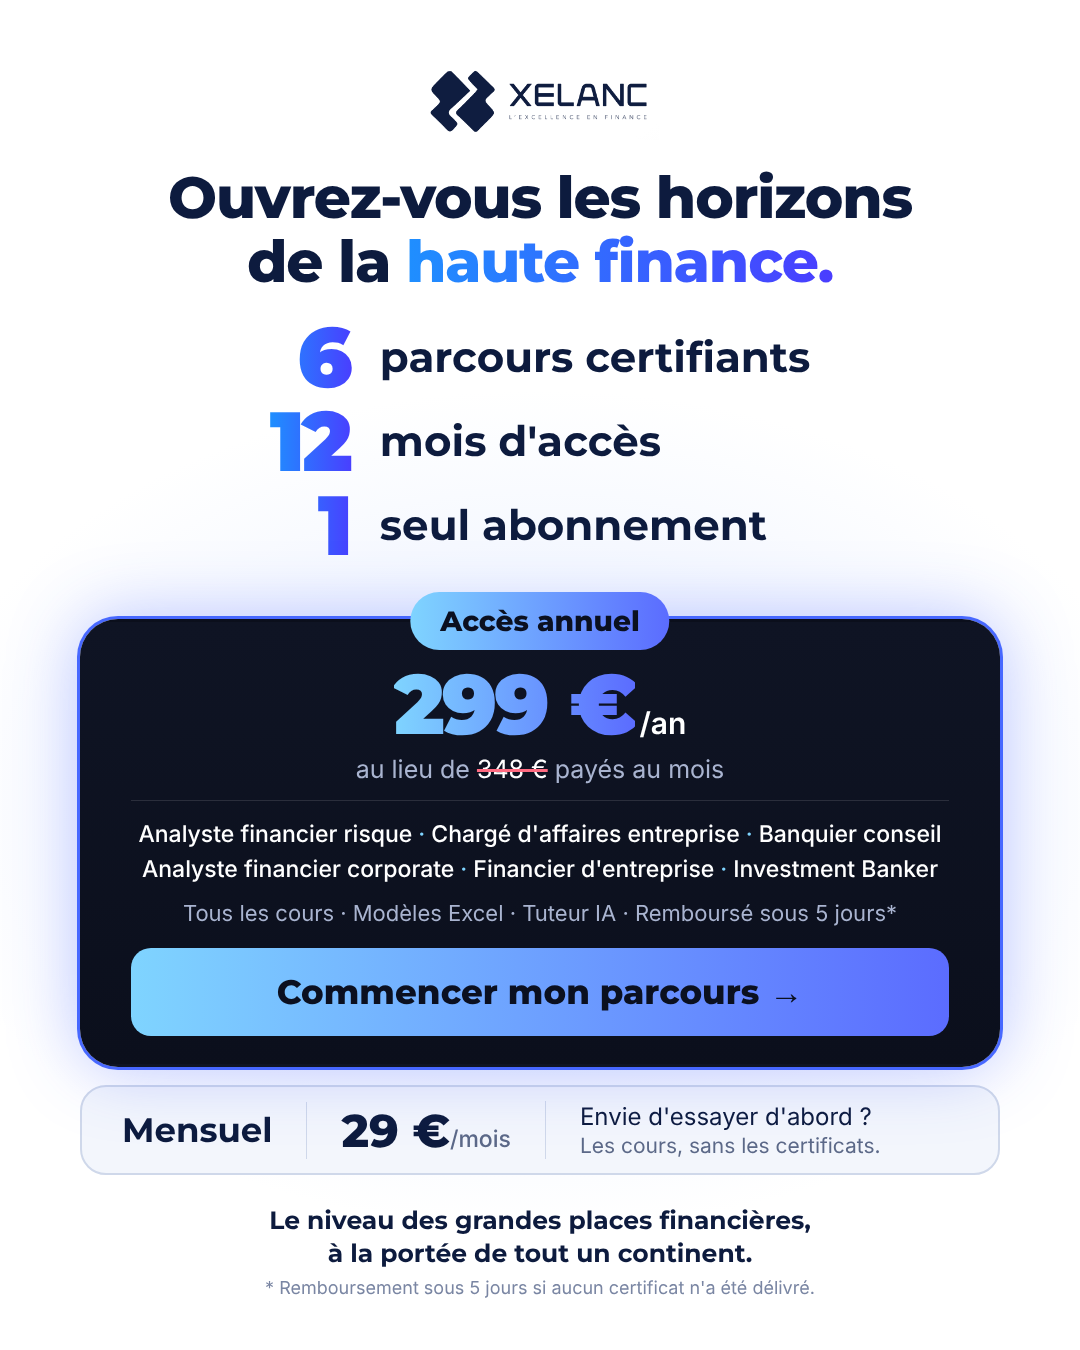 XELANC
L'EXCELLENCE EN FINANCE
Ouvrez-vous les horizons
de la haute finance.
6 parcours certifiants
12 mois d'accès
1 seul abonnement
Accès annuel
299 €/an
au lieu de 348 € payés au mois
Analyste financier risque · Chargé d'affaires entreprise · Banquier conseil
Analyste financier corporate · Financier d'entreprise · Investment Banker
Tous les cours · Modèles Excel · Tuteur IA · Remboursé sous 5 jours*
Commencer mon parcours →
Mensuel
29 €/mois
Envie d'essayer d'abord ?
Les cours, sans les certificats.
Le niveau des grandes places financières,
à la portée de tout un continent.
* Remboursement sous 5 jours si aucun certificat n'a été délivré.